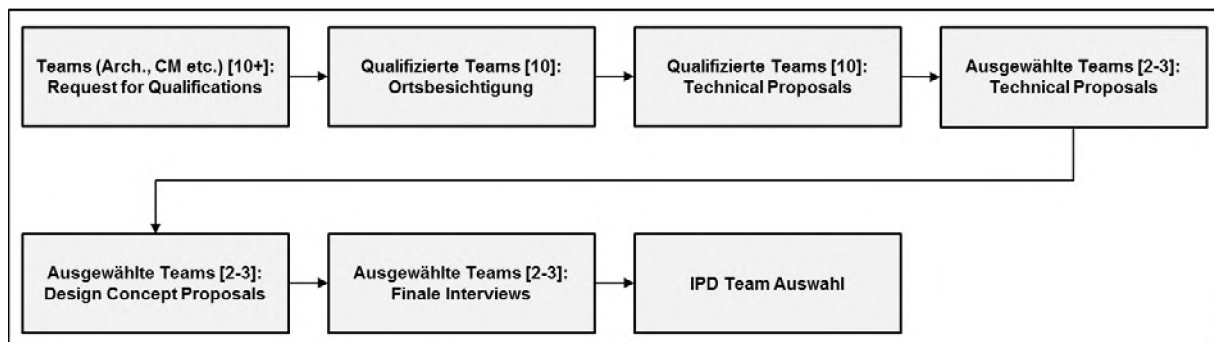 Teams (Arch., CM etc.) [10+]:
Request for Qualifications
Qualifizierte Teams [10]:
Ortsbesichtigung
Qualifizierte Teams [10]:
Technical Proposals
Ausgewählte Teams [2-3]:
Technical Proposals
Ausgewählte Teams [2-3]:
Design Concept Proposals
Ausgewählte Teams [2-3]:
Finale Interviews
IPD Team Auswahl